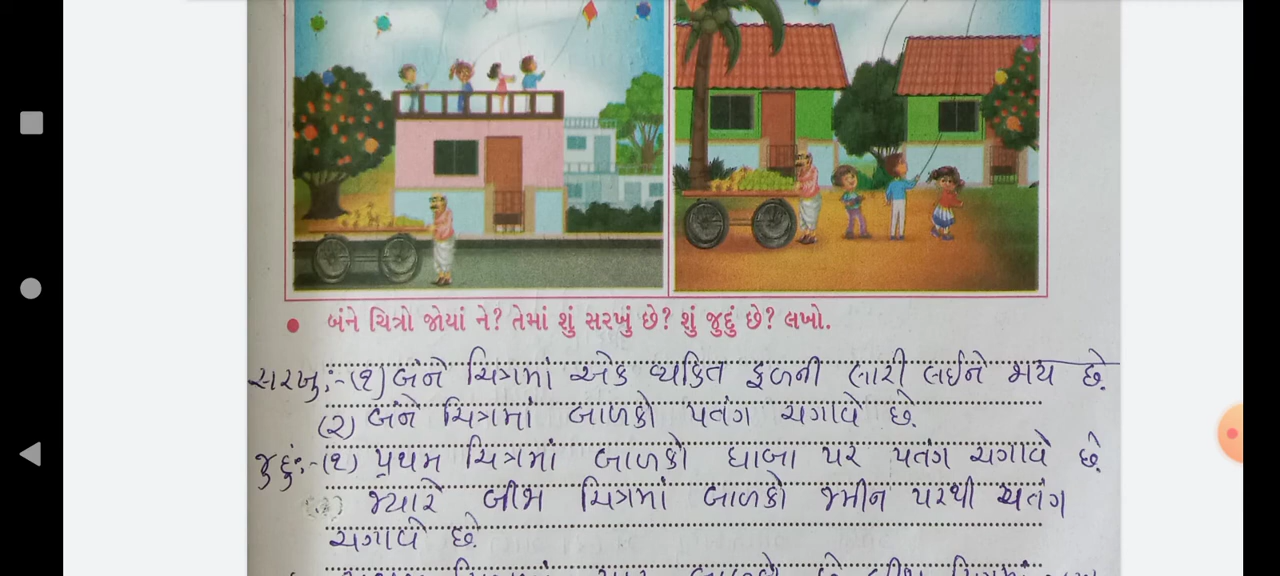 બંને ચિત્રો જોયાં ને? તેમાં શું સરખું છે? શું જુદું છે? લખો.
સરખુ:-(૧) બંને ચિત્રમાં એક વ્યકિત ફળની લારી લઈને જાય છે.
(૨) બંને ચિત્રમાં બાળકો પતંગ ચગાવે છે.
જુદું:-(૧) પ્રથમ ચિત્રમાં બાળકો ધાબા પર પતંગ ચગાવે છે.
જ્યારે બીજા ચિત્રમાં બાળકો જમીન પરથી પતંગ
ચગાવે છે.